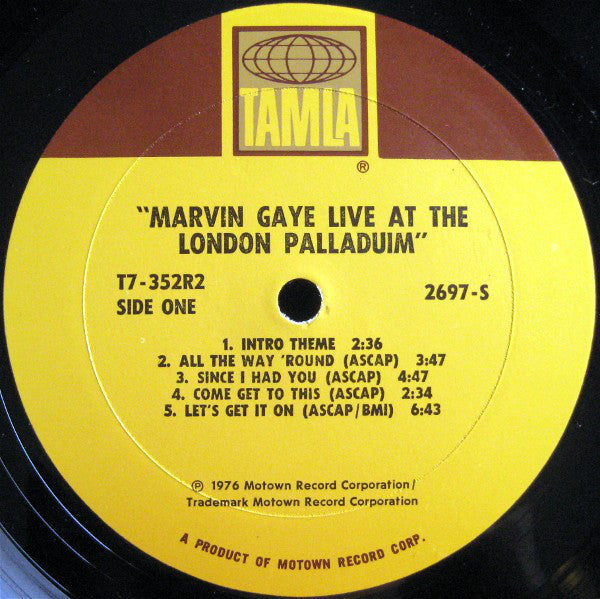 TAMLA
®
"MARVIN GAYE LIVE AT THE
LONDON PALLADUIM"
T7-352R2
SIDE ONE
2697-S
1. INTRO THEME 2:36
2. ALL THE WAY 'ROUND (ASCAP) 3:47
3. SINCE I HAD YOU (ASCAP) 4:47
4. COME GET TO THIS (ASCAP) 2:34
5. LET'S GET IT ON (ASCAP/BMI) 6:43
℗ 1976 Motown Record Corporation/
Trademark Motown Record Corporation
A PRODUCT OF MOTOWN RECORD CORP.